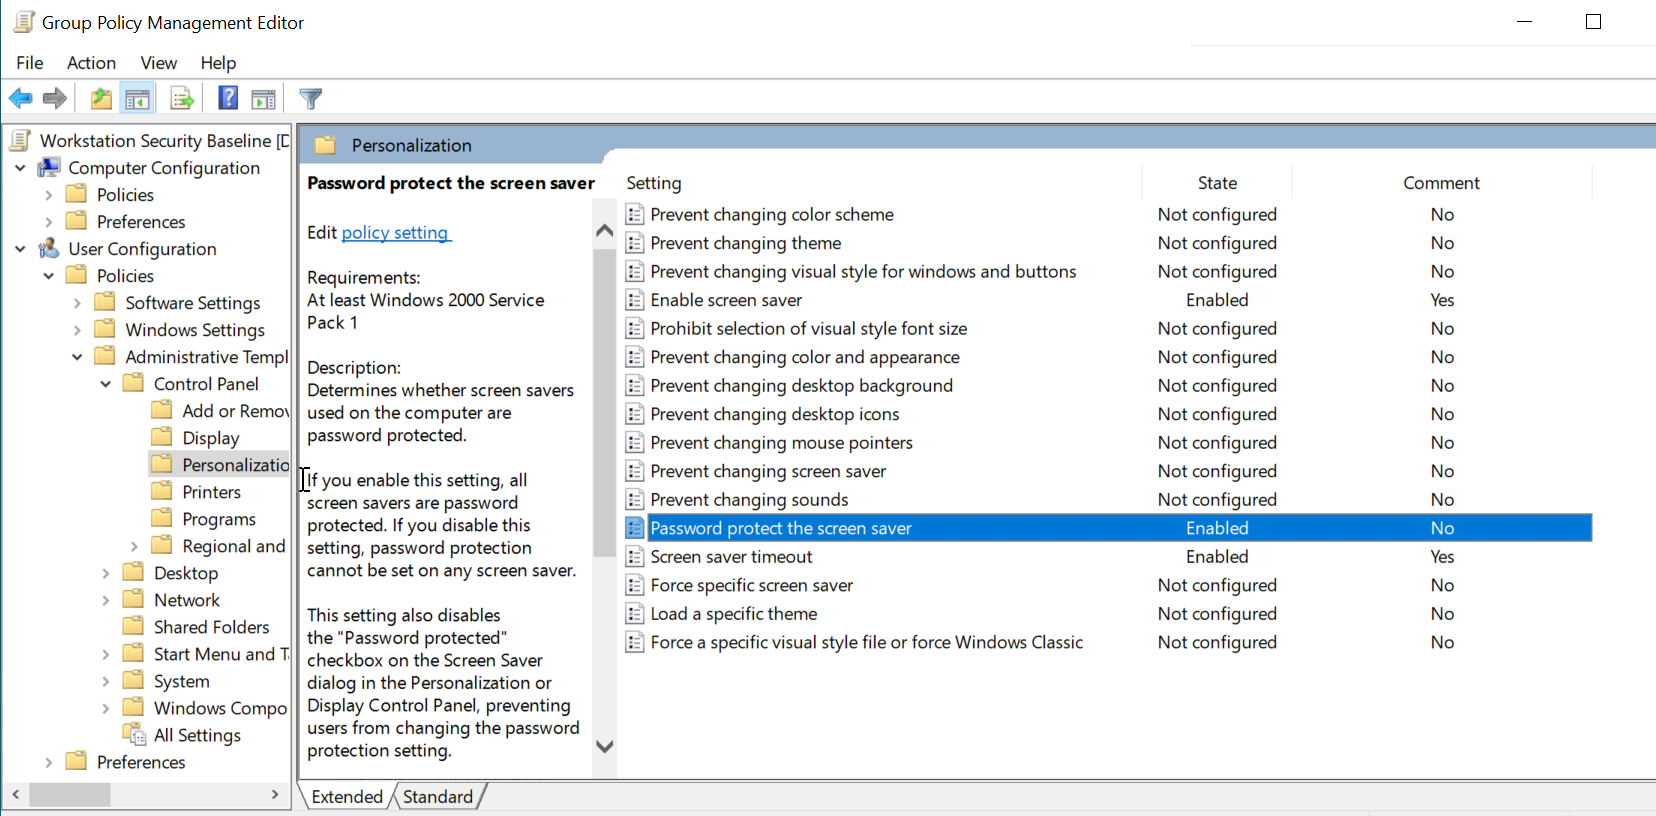 Group Policy Management Editor
File Action View Help
Workstation Security Baseline [D
Computer Configuration
Policies
Preferences
User Configuration
Policies
Software Settings
Windows Settings
Administrative Templ
Control Panel
Add or Remov
Display
Personalizatio
Printers
Programs
Regional and
Desktop
Network
Shared Folders
Start Menu and Ta
System
Windows Compo
All Settings
Preferences
Personalization
Password protect the screen saver
Edit policy setting
Requirements:
At least Windows 2000 Service
Pack 1
Description:
Determines whether screen savers
used on the computer are
password protected.
If you enable this setting, all
screen savers are password
protected. If you disable this
setting, password protection
cannot be set on any screen saver.
This setting also disables
the "Password protected"
checkbox on the Screen Saver
dialog in the Personalization or
Display Control Panel, preventing
users from changing the password
protection setting.
Setting State Comment
Prevent changing color scheme Not configured No
Prevent changing theme Not configured No
Prevent changing visual style for windows and buttons Not configured No
Enable screen saver Enabled Yes
Prohibit selection of visual style font size Not configured No
Prevent changing color and appearance Not configured No
Prevent changing desktop background Not configured No
Prevent changing desktop icons Not configured No
Prevent changing mouse pointers Not configured No
Prevent changing screen saver Not configured No
Prevent changing sounds Not configured No
Password protect the screen saver Enabled No
Screen saver timeout Enabled Yes
Force specific screen saver Not configured No
Load a specific theme Not configured No
Force a specific visual style file or force Windows Classic Not configured No
Extended Standard